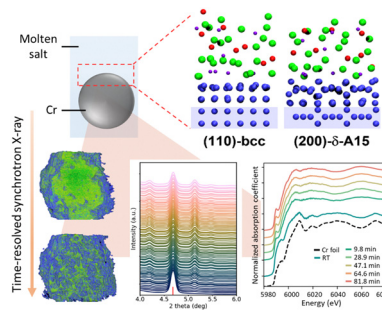 Molten
salt
Cr
(110)-bcc
(200)-δ-A15
Time-resolved synchrotron X-ray
Intensity (a.u.)
4.0 4.5 5.0 5.5 6.0
2 theta (deg)
Normalized absorption coefficient
Cr foil
RT
9.8 min
28.9 min
47.1 min
64.6 min
81.8 min
5980 6000 6020 6040 6060
Energy (eV)